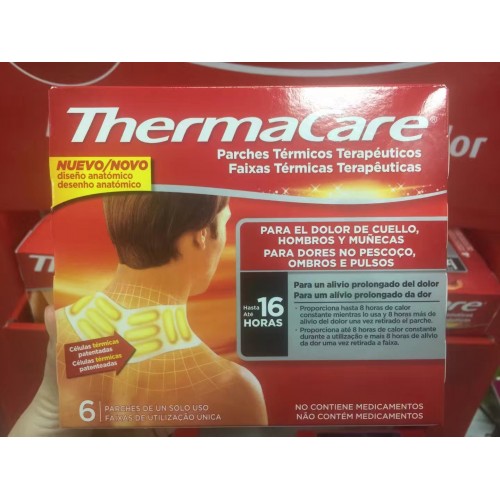 ThermaCare
Parches Térmicos Terapéuticos
Faixas Térmicas Terapêuticas
NUEVO/NOVO
diseño anatómico
desenho anatómico
PARA EL DOLOR DE CUELLO,
HOMBROS Y MUÑECAS
PARA DORES NO PESCOÇO,
OMBROS E PULSOS
Hasta
Até
16
HORAS
Para un alivio prolongado del dolor
Para um alívio prolongado da dor
- Proporciona hasta 8 horas de calor
constante mientras lo usa y 8 horas más de
alivio del dolor una vez retirado el parche.
- Proporciona até 8 horas de calor constante
durante a utilização e mais 8 horas de alívio
da dor uma vez retirada a faixa.
Células térmicas
patentadas
Células térmicas
patenteadas
6 PARCHES DE UN SOLO USO
FAIXAS DE UTILIZAÇÃO ÚNICA
NO CONTIENE MEDICAMENTOS
NÃO CONTÉM MEDICAMENTOS
lor
Therma